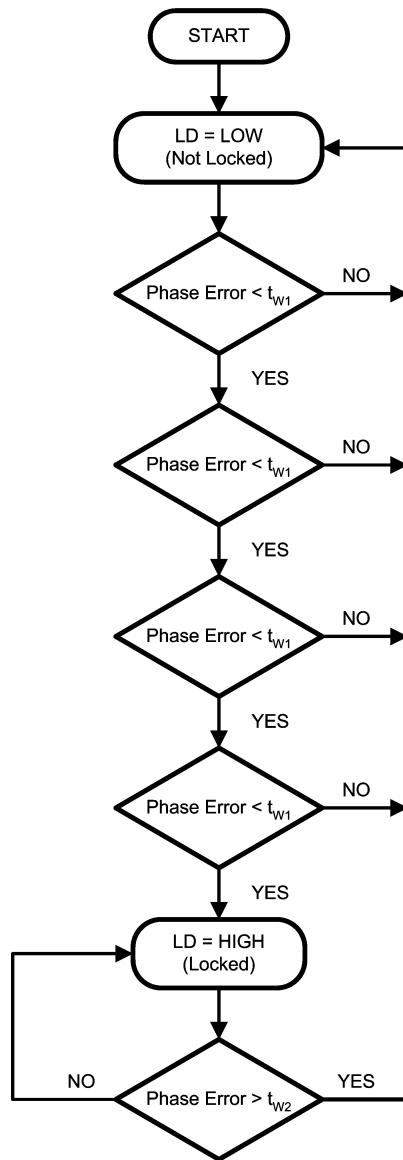 START
LD = LOW
(Not Locked)
Phase Error < tW1
NO
YES
Phase Error < tW1
NO
YES
Phase Error < tW1
NO
YES
Phase Error < tW1
NO
YES
LD = HIGH
(Locked)
NO
Phase Error > tW2
YES